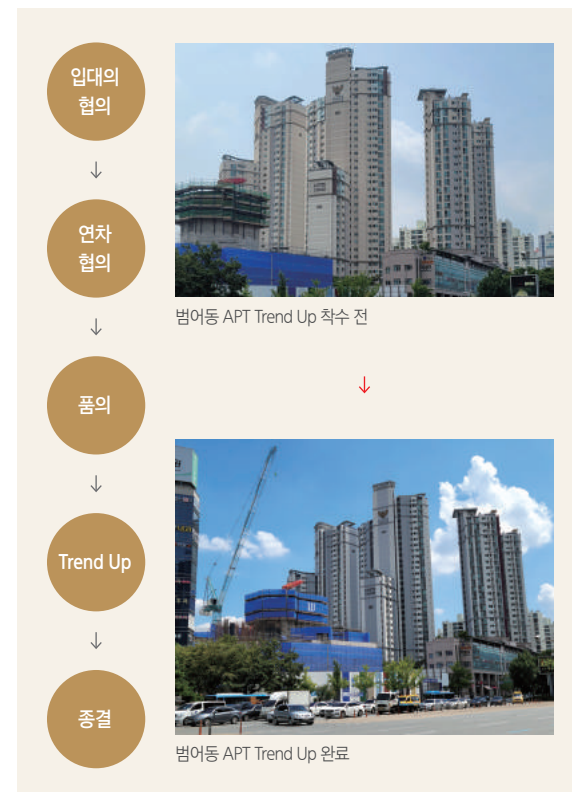 입대의
협의
↓
연차
협의
↓
품의
↓
Trend Up
↓
종결
범어동 APT Trend Up 착수 전
↓
범어동 APT Trend Up 완료